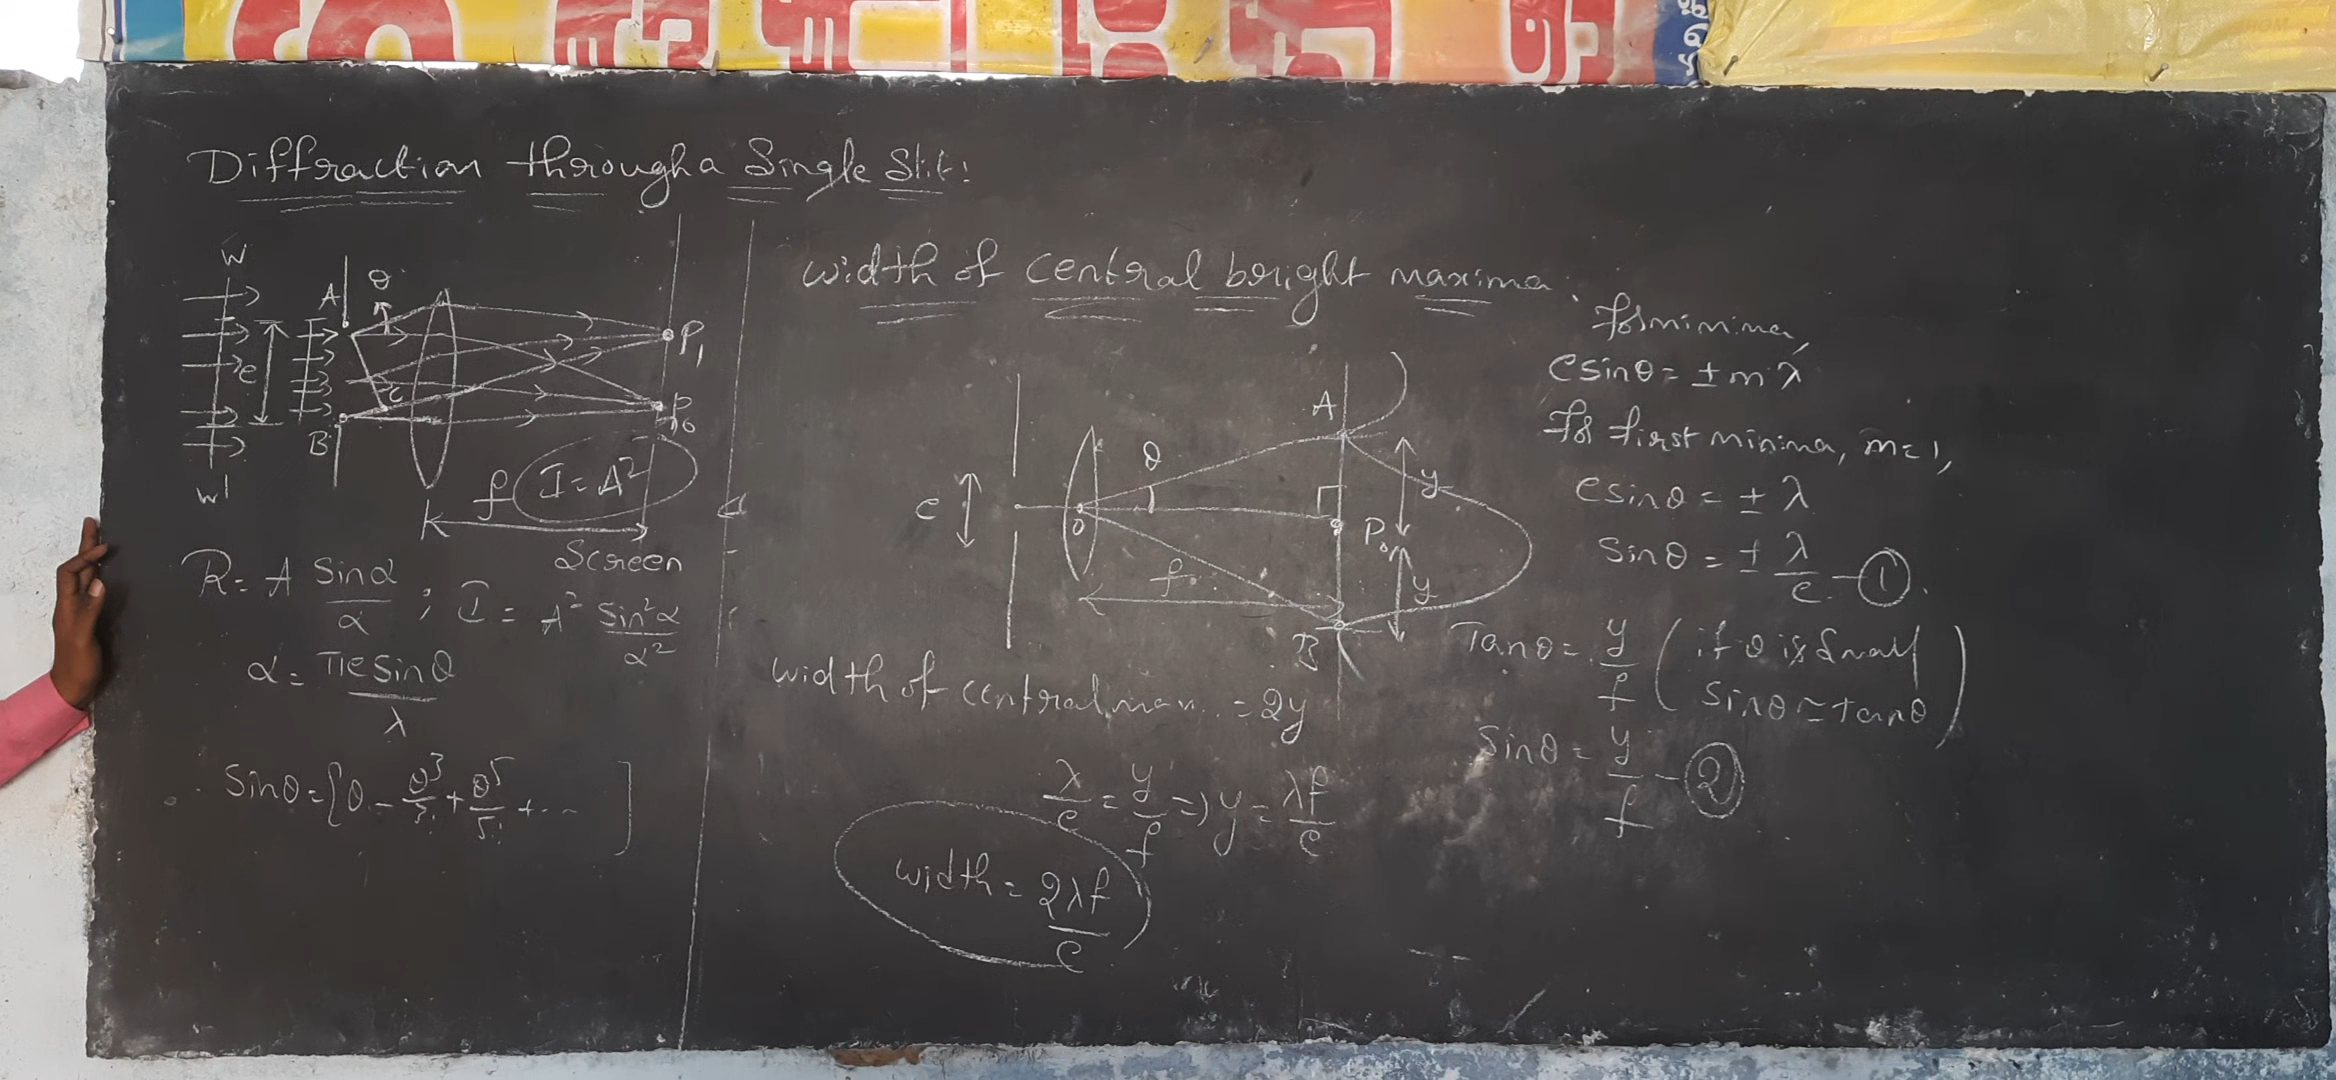 Diffraction through a Single Slit:
W
A θ
P₁
e
C
B
P₀
W|
f I = A²
Screen
R = A Sinα/α ; I = A² Sin²α/α²
α = πe Sinθ/λ
Sinθ = {θ - θ³/3! + θ⁵/5! + ... ]
width of central bright maxima:
A
θ
y
e
O
P₀
f
y
B
width of central max. = 2y
λ/e = y/f => y = λf/e
width = 2λf/e
For minima,
e sinθ = ± mλ
For first minima, m=1,
e sinθ = ± λ
Sinθ = ± λ/e - ①
Tanθ = y/f ( if θ is small
Sinθ ≈ tanθ )
Sinθ = y/f - ②